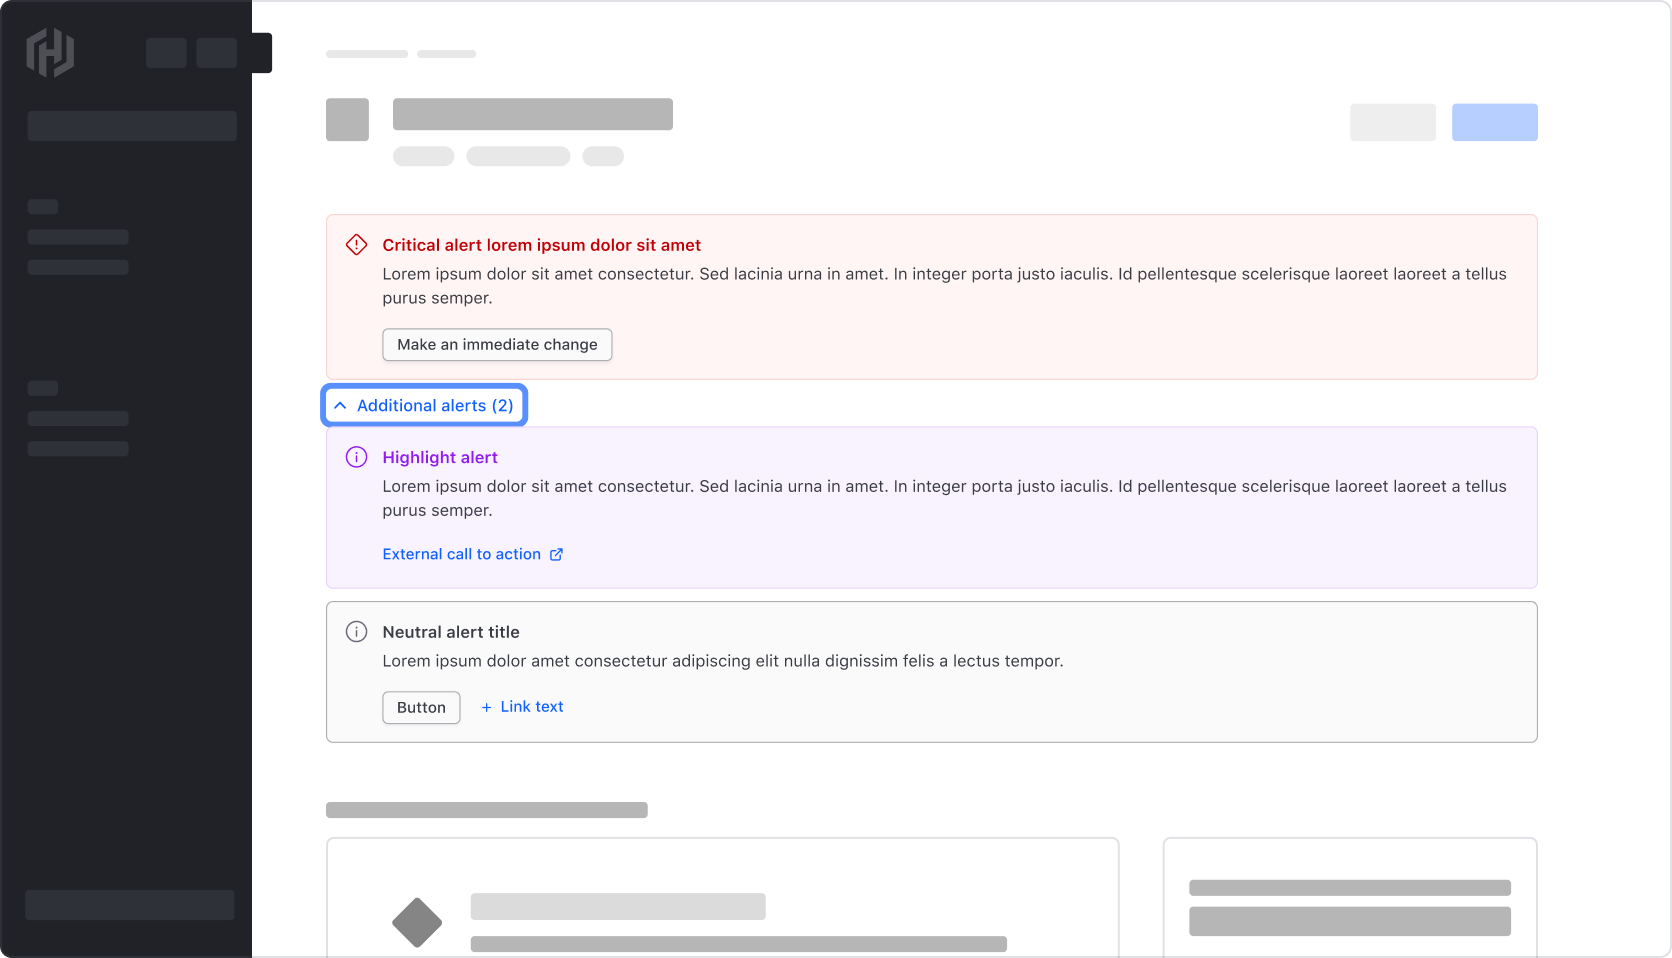 Critical alert lorem ipsum dolor sit amet
Lorem ipsum dolor sit amet consectetur. Sed lacinia urna in amet. In integer porta justo iaculis. Id pellentesque scelerisque laoreet laoreet a tellus
purus semper.
Make an immediate change
Additional alerts (2)
Highlight alert
Lorem ipsum dolor sit amet consectetur. Sed lacinia urna in amet. In integer porta justo iaculis. Id pellentesque scelerisque laoreet laoreet a tellus
purus semper.
External call to action
Neutral alert title
Lorem ipsum dolor amet consectetur adipiscing elit nulla dignissim felis a lectus tempor.
Button + Link text